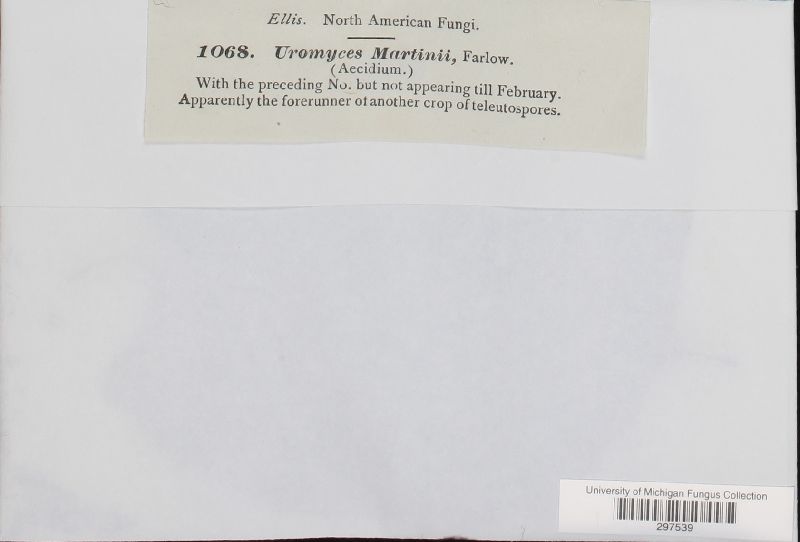 Ellis. North American Fungi.
1068. Uromyces Martinii, Farlow.
(Aecidium.)
With the preceding No. but not appearing till February.
Apparently the forerunner of another crop of teleutospores.
University of Michigan Fungus Collection
297539